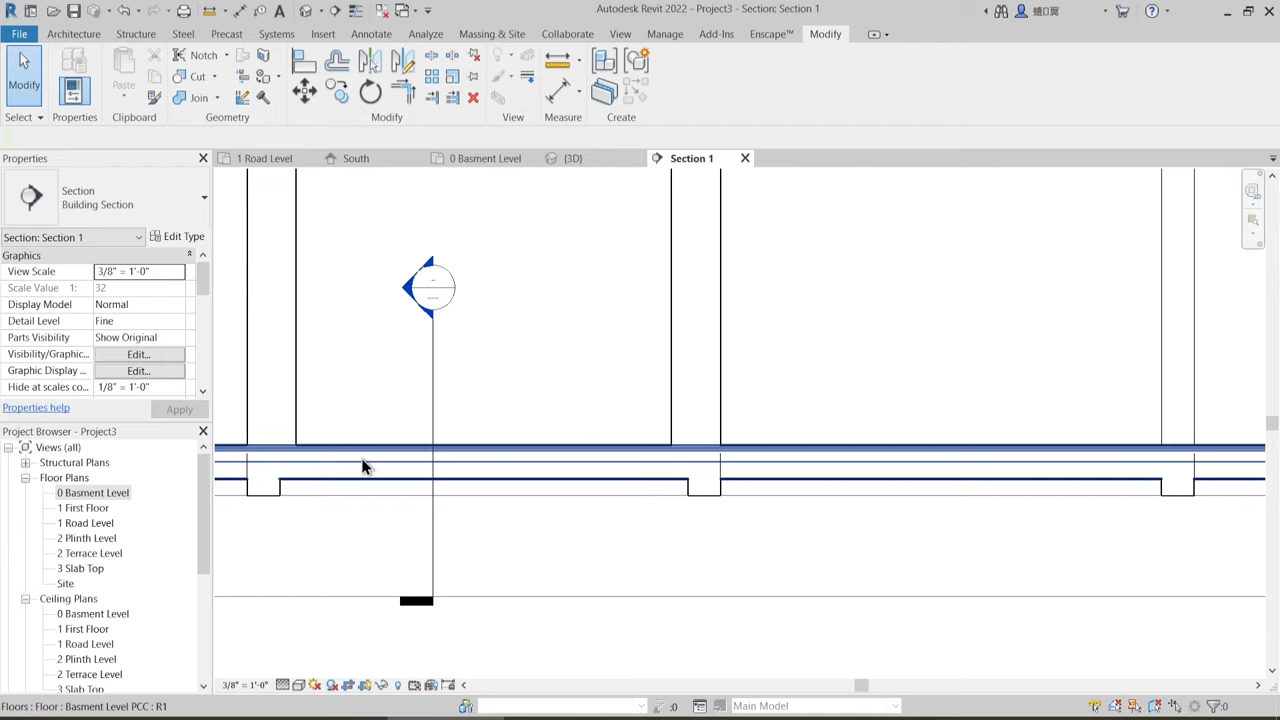 Autodesk Revit 2022 - Project3 - Section: Section 1
File Architecture Structure Steel Precast Systems Insert Annotate Analyze Massing & Site Collaborate View Manage Add-Ins Enscape™ Modify
Modify
Paste
Notch
Cut
Join
Select Properties Clipboard Geometry Modify View Measure Create
Properties
1 Road Level South 0 Basment Level {3D} Section 1
Section
Building Section
Section: Section 1 Edit Type
Graphics
View Scale 3/8" = 1'-0"
Scale Value 1: 32
Display Model Normal
Detail Level Fine
Parts Visibility Show Original
Visibility/Graphic... Edit...
Graphic Display ... Edit...
Hide at scales co... 1/8" = 1'-0"
Properties help Apply
Project Browser - Project3
Views (all)
Structural Plans
Floor Plans
0 Basment Level
1 First Floor
1 Road Level
2 Plinth Level
2 Terrace Level
3 Slab Top
Site
Ceiling Plans
0 Basment Level
1 First Floor
1 Road Level
2 Plinth Level
2 Terrace Level
3 Slab Top
3/8" = 1'-0"
Floors : Floor : Basment Level PCC : R1 :0 Main Model :0